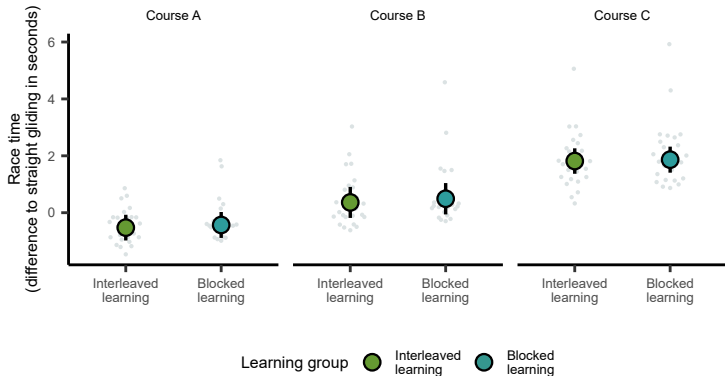 Course A
Course B
Course C
Race time
(difference to straight gliding in seconds)
6
4
2
0
Interleaved
learning
Blocked
learning
Interleaved
learning
Blocked
learning
Interleaved
learning
Blocked
learning
Learning group
Interleaved
learning
Blocked
learning